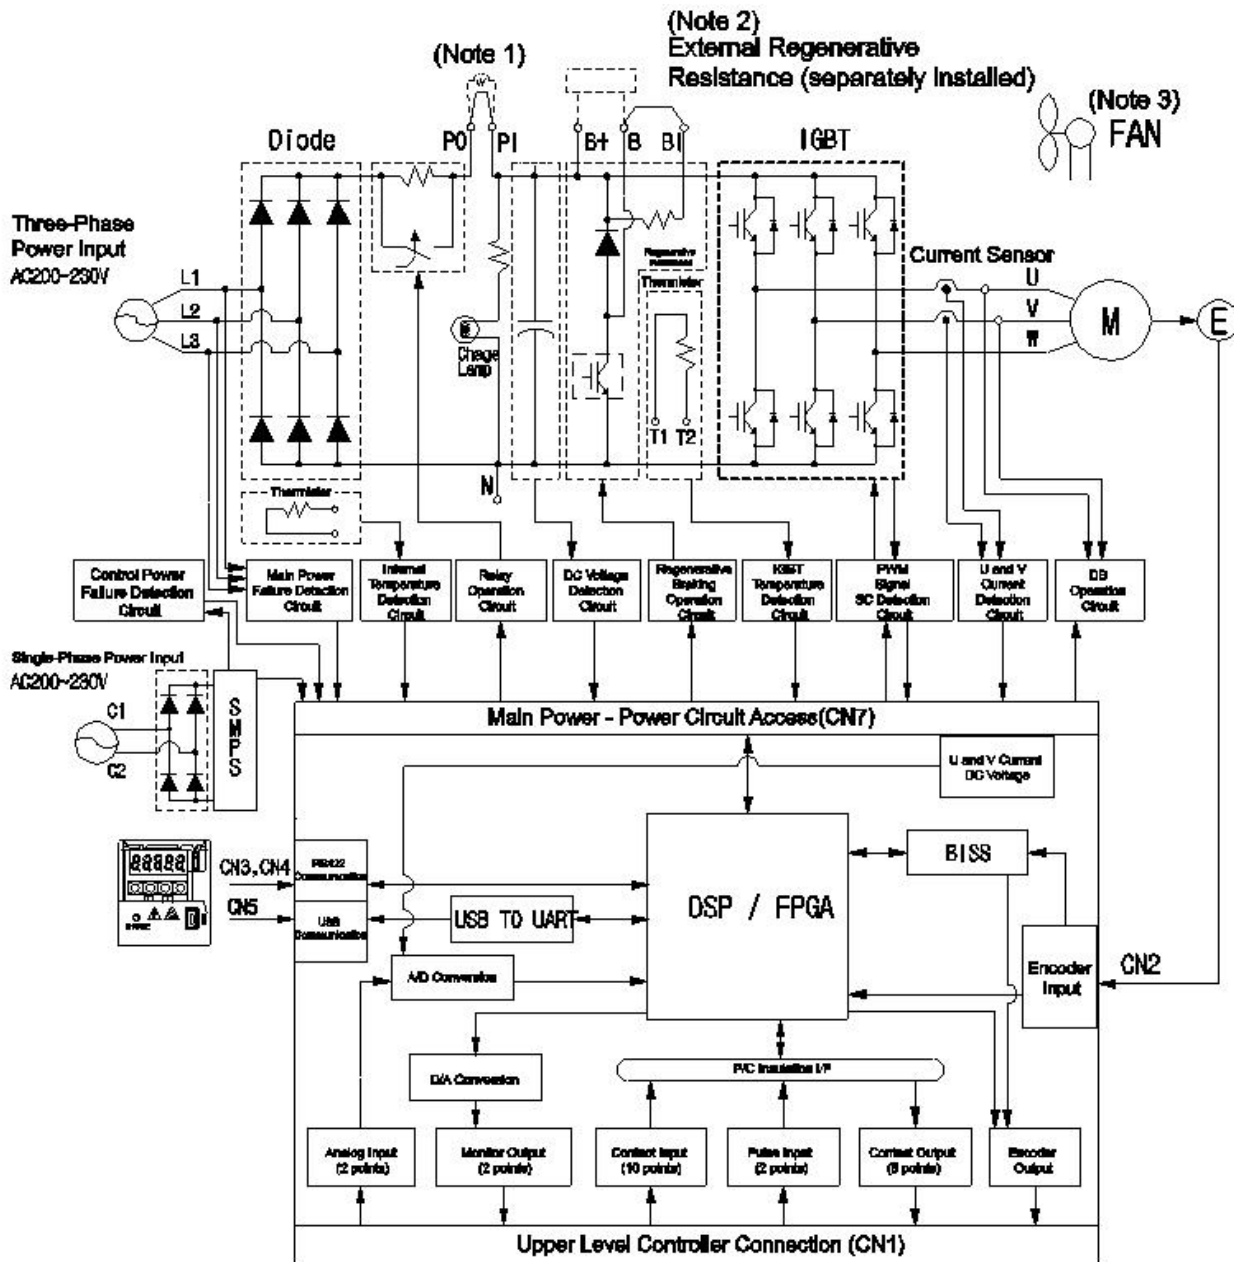 (Note 1)
(Note 2)
External Regenerative
Resistance (separately installed)
(Note 3)
FAN
Diode
PO
PI
B+
B
BI
IGBT
Three-Phase
Power Input
AC200~230V
L1
L2
L3
Chage
Lamp
N
Regenerative
Thermister
T1
T2
Current Sensor
U
V
W
M
E
Thermister
Control Power
Failure Detection
Circuit
Main Power
Failure Detection
Circuit
Internal
Temperature
Detection
Circuit
Relay
Operation
Circuit
DC Voltage
Detection
Circuit
Regenerative
Braking
Operation
Circuit
IGBT
Temperature
Detection
Circuit
PWM
Signal
SC Detection
Circuit
U and V
Current
Detection
Circuit
DB
Operation
Circuit
Single-Phase Power Input
AC200~230V
C1
C2
SMPS
Main Power - Power Circuit Access(CN7)
U and V Current
DC Voltage
CN3,CN4
CN5
RS422
Communication
USB
Communication
USB TO UART
DSP / FPGA
BISS
A/D Conversion
Encoder
Input
CN2
D/A Conversion
P/C Insulation I/F
Analog Input
(2 points)
Monitor Output
(2 points)
Contact Input
(10 points)
Pulse Input
(2 points)
Contact Output
Encoder
Output
Upper Level Controller Connection (CN1)